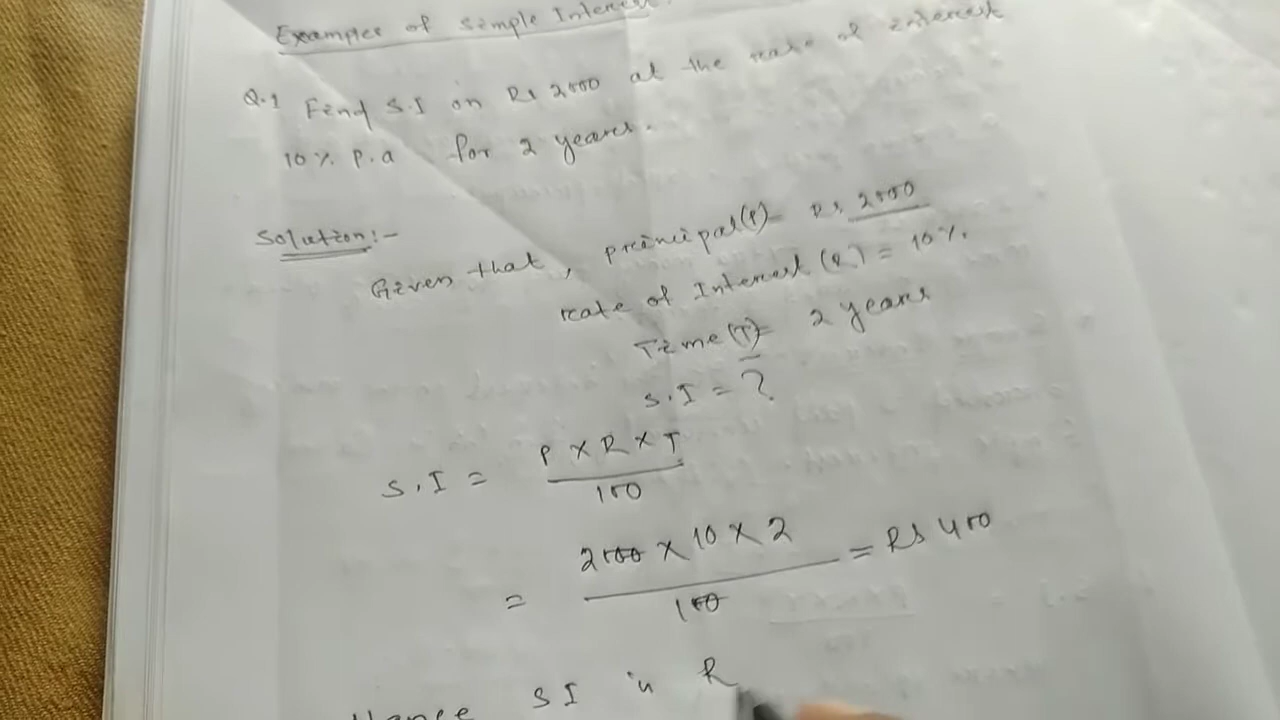 Examples of Simple Interest.
Q.1 Find S.I on Rs 2000 at the rate of interest
10% P.a for 2 years.
Solution:-
Given that, principal(P)= Rs 2000
rate of Interest (R) = 10%.
Time(T)= 2 years
S.I = ?
S.I = P X R X T
100
= 2000 X 10 X 2 = Rs 400
100
Hence SI is R